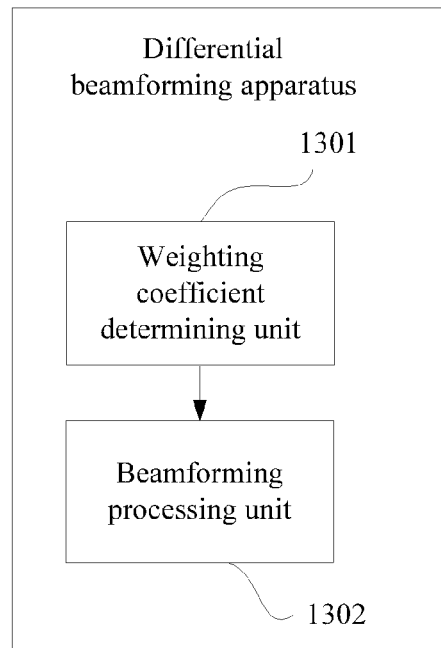 Differential
beamforming apparatus
1301
Weighting
coefficient
determining unit
Beamforming
processing unit
1302